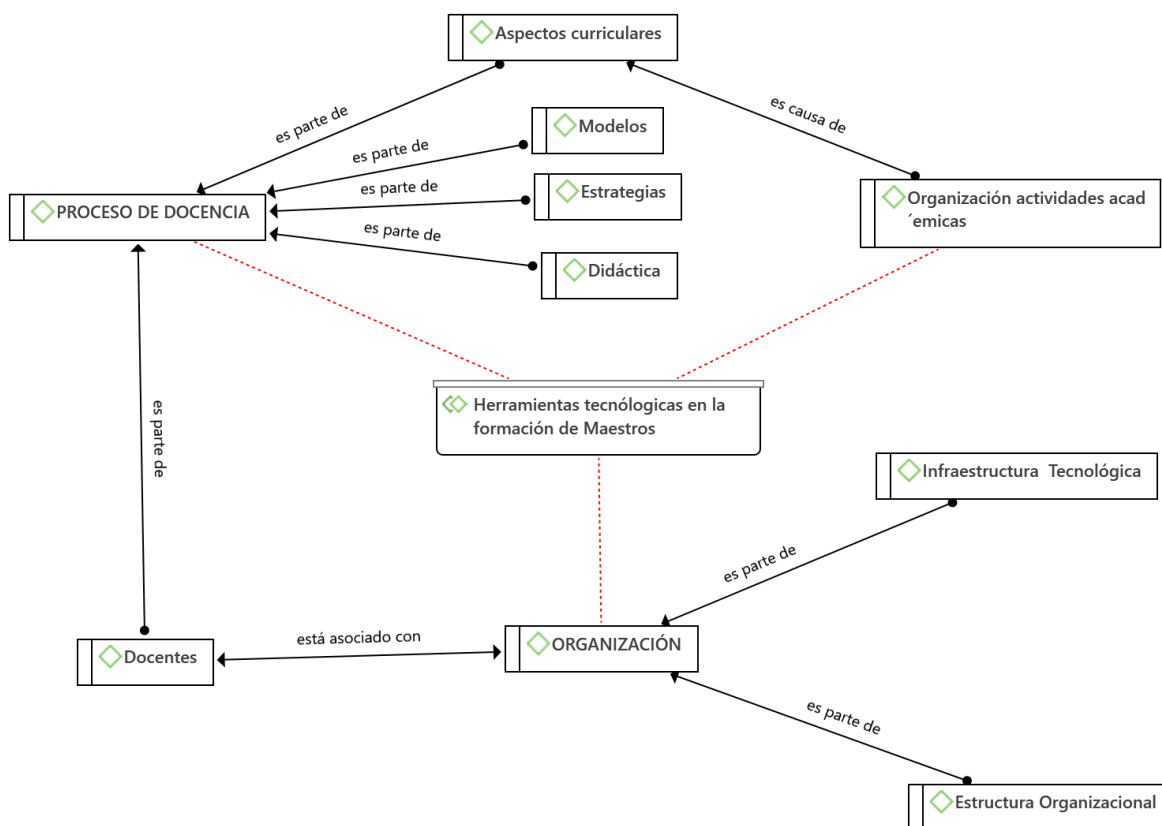 Aspectos curriculares
es parte de
es causa de
Modelos
es parte de
Estrategias
es parte de
Organización actividades acad
´emicas
PROCESO DE DOCENCIA
es parte de
Didáctica
Herramientas tecnólogicas en la
formación de Maestros
es parte de
Infraestructura  Tecnológica
es parte de
está asociado con
ORGANIZACIÓN
Docentes
es parte de
Estructura Organizacional